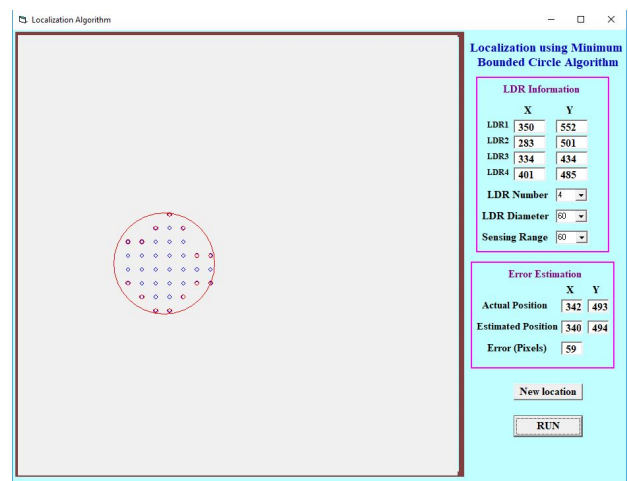 Localization Algorithm
Localization using Minimum
Bounded Circle Algorithm
LDR Information
X Y
LDR1 350 552
LDR2 283 501
LDR3 334 434
LDR4 401 485
LDR Number 4
LDR Diameter 60
Sensing Range 60
Error Estimation
X Y
Actual Position 342 493
Estimated Position 340 494
Error (Pixels) 59
New location
RUN